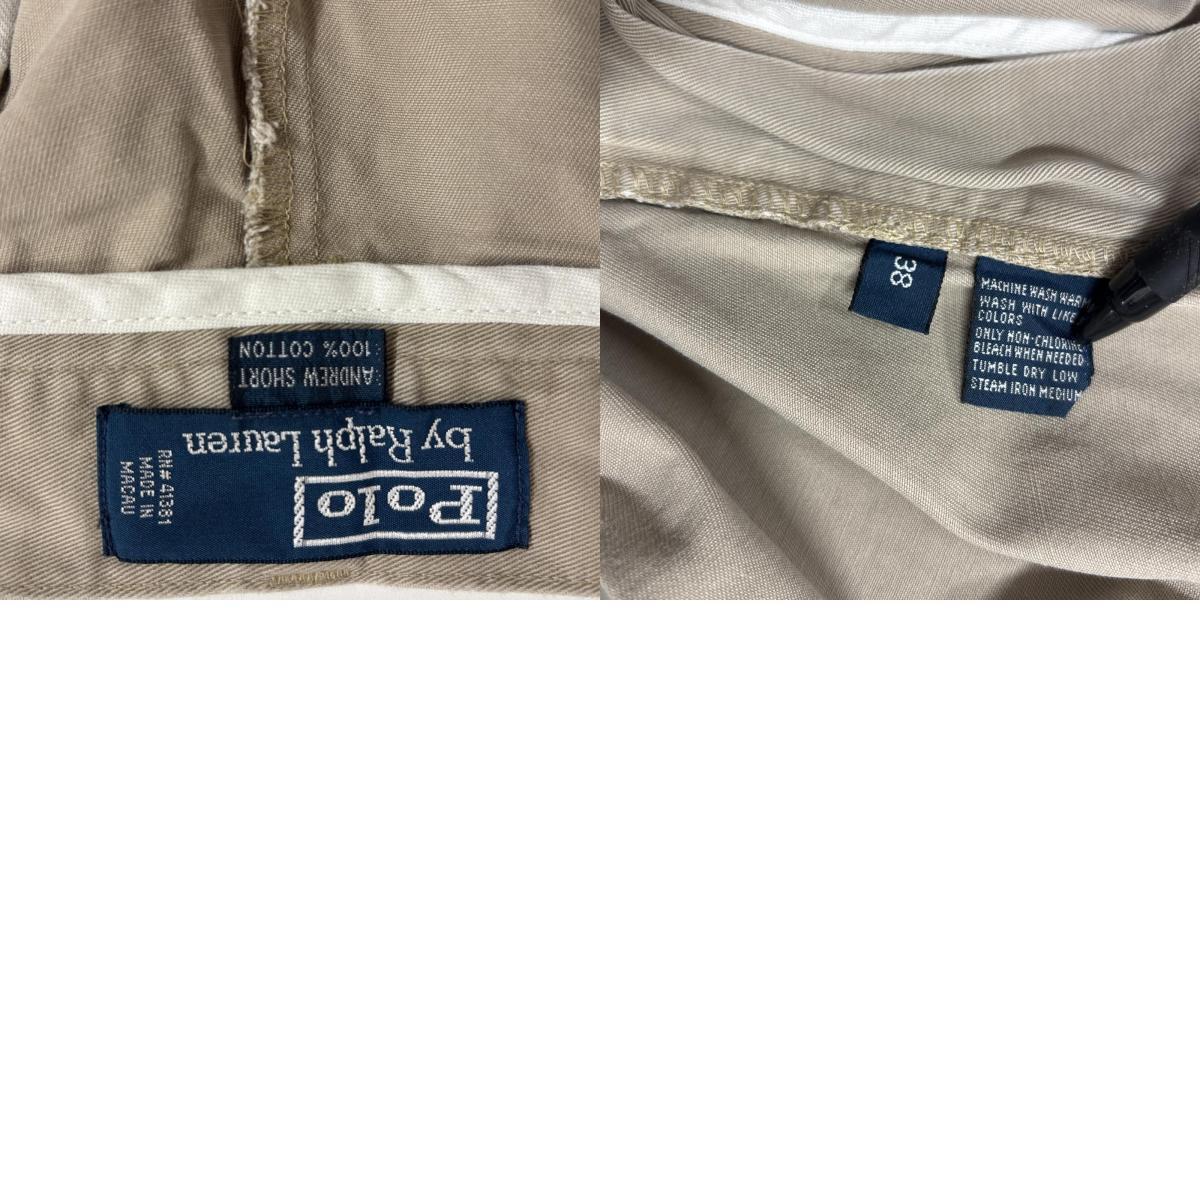 Polo
by Ralph Lauren
RN# 41381
MADE IN
MACAU
ANDREW SHORT
100% COTTON
38
MACHINE WASH WARM
WASH WITH LIKE
COLORS
ONLY NON-CHLORINE
BLEACH WHEN NEEDED
TUMBLE DRY LOW
STEAM IRON MEDIUM